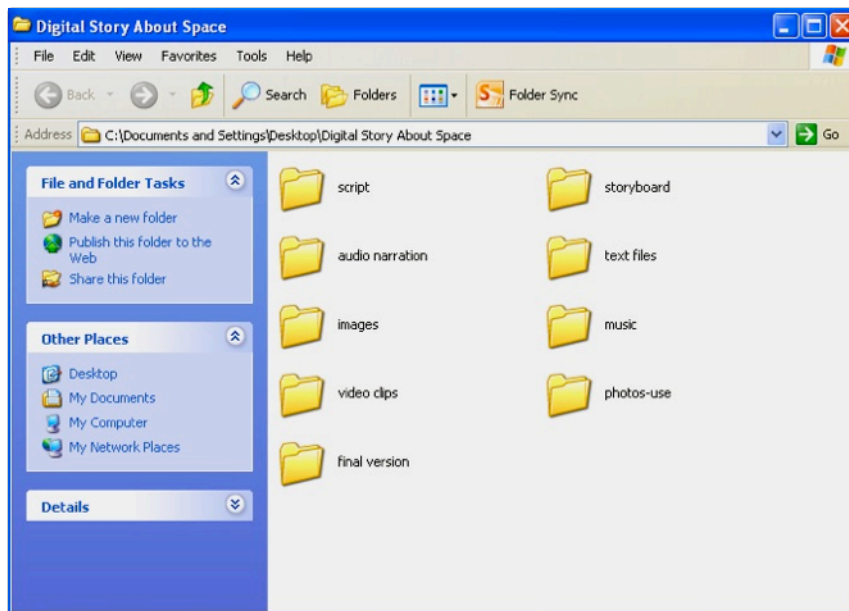 Digital Story About Space
File Edit View Favorites Tools Help
Back Search Folders Folder Sync
Address C:\Documents and Settings\Desktop\Digital Story About Space Go
File and Folder Tasks
Make a new folder
Publish this folder to the
Web
Share this folder
Other Places
Desktop
My Documents
My Computer
My Network Places
Details
script storyboard
audio narration text files
images music
video clips photos-use
final version